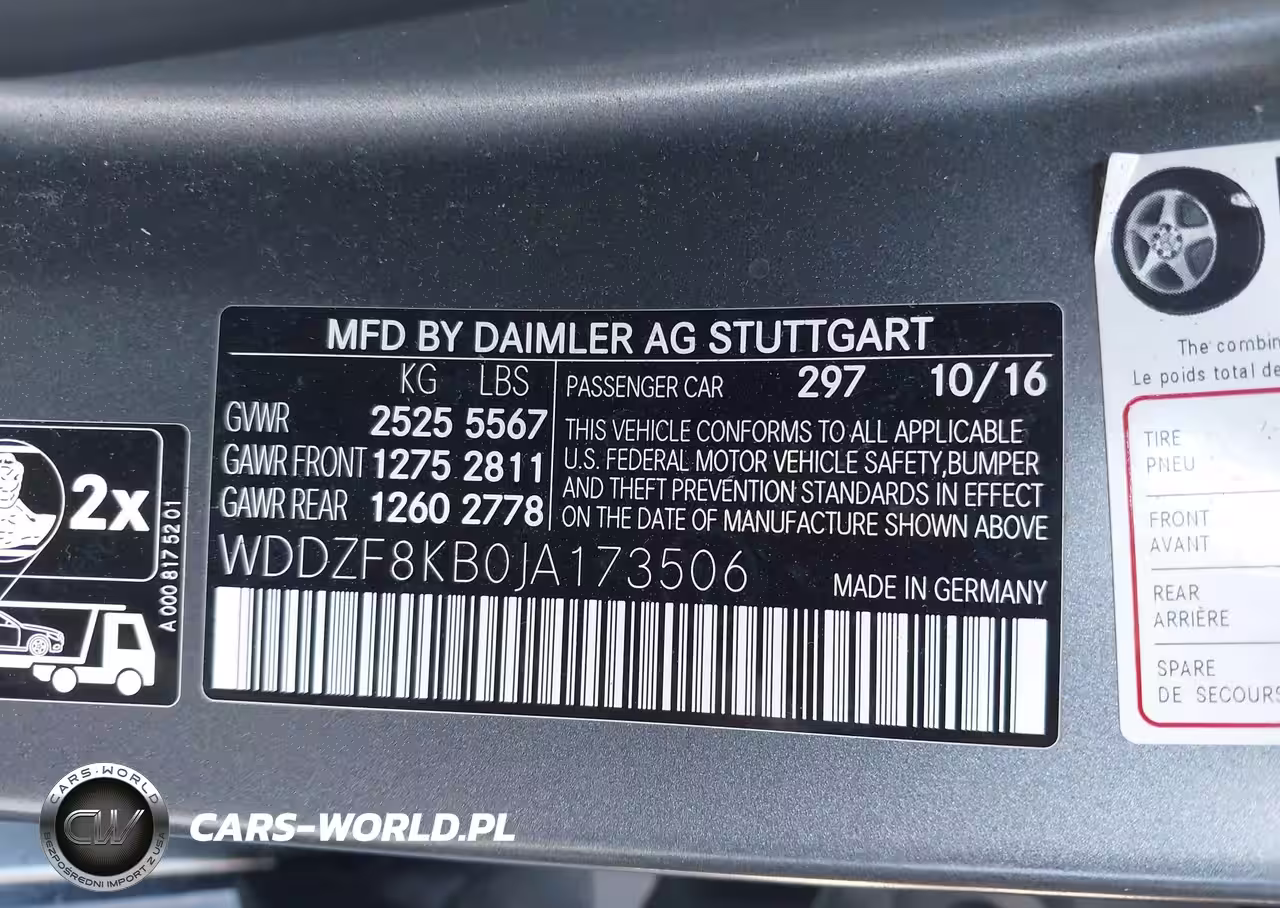 MFD BY DAIMLER AG STUTTGART
KG LBS
GVWR 2525 5567
GAWR FRONT 1275 2811
GAWR REAR 1260 2778
PASSENGER CAR 297 10/16
THIS VEHICLE CONFORMS TO ALL APPLICABLE
U.S. FEDERAL MOTOR VEHICLE SAFETY,BUMPER
AND THEFT PREVENTION STANDARDS IN EFFECT
ON THE DATE OF MANUFACTURE SHOWN ABOVE
WDDZF8KB0JA173506
MADE IN GERMANY
2x
A 000 817 52 01
The combin
Le poids total de
TIRE
PNEU
FRONT
AVANT
REAR
ARRIÈRE
SPARE
DE SECOURS
CARS-WORLD
CW
BEZPOŚREDNI IMPORT Z USA
CARS-WORLD.PL